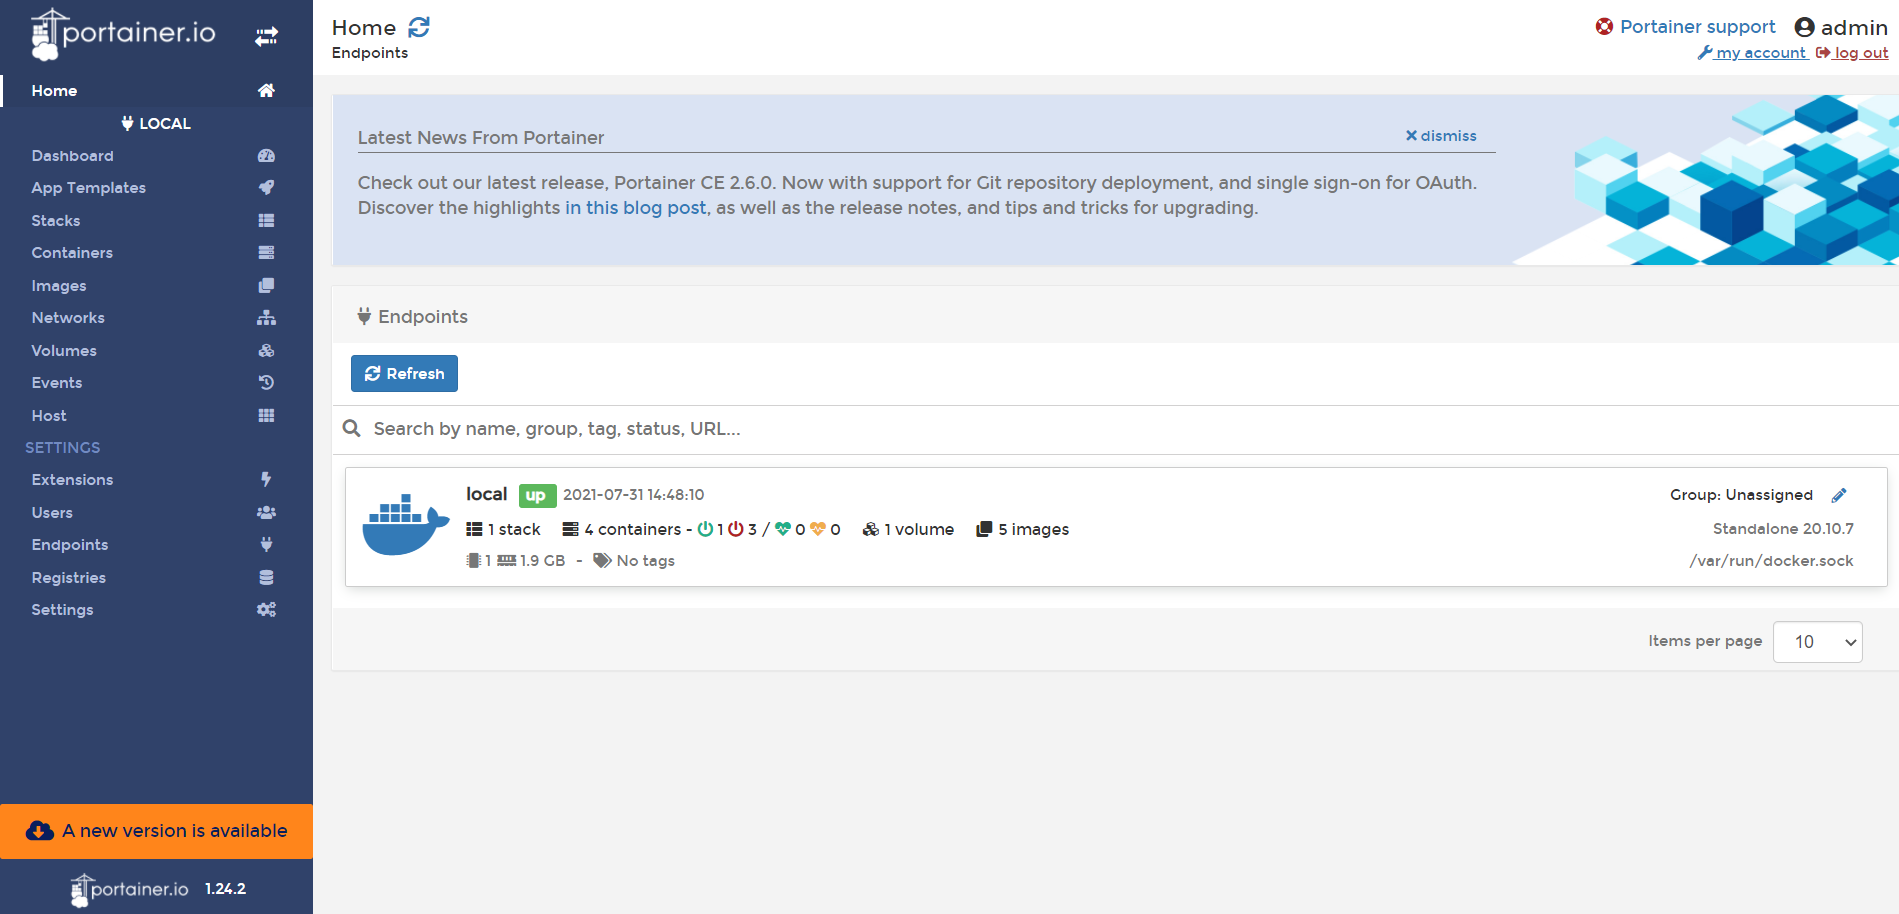 portainer.io
Home
LOCAL
Dashboard
App Templates
Stacks
Containers
Images
Networks
Volumes
Events
Host
SETTINGS
Extensions
Users
Endpoints
Registries
Settings
A new version is available
portainer.io 1.24.2
Home
Endpoints
Portainer support admin
my account log out
Latest News From Portainer
dismiss
Check out our latest release, Portainer CE 2.6.0. Now with support for Git repository deployment, and single sign-on for OAuth.
Discover the highlights in this blog post, as well as the release notes, and tips and tricks for upgrading.
Endpoints
Refresh
Search by name, group, tag, status, URL...
local up 2021-07-31 14:48:10
Group: Unassigned
1 stack 4 containers - 1 3 / 0 0 1 volume 5 images
Standalone 20.10.7
1 1.9 GB - No tags
/var/run/docker.sock
Items per page 10